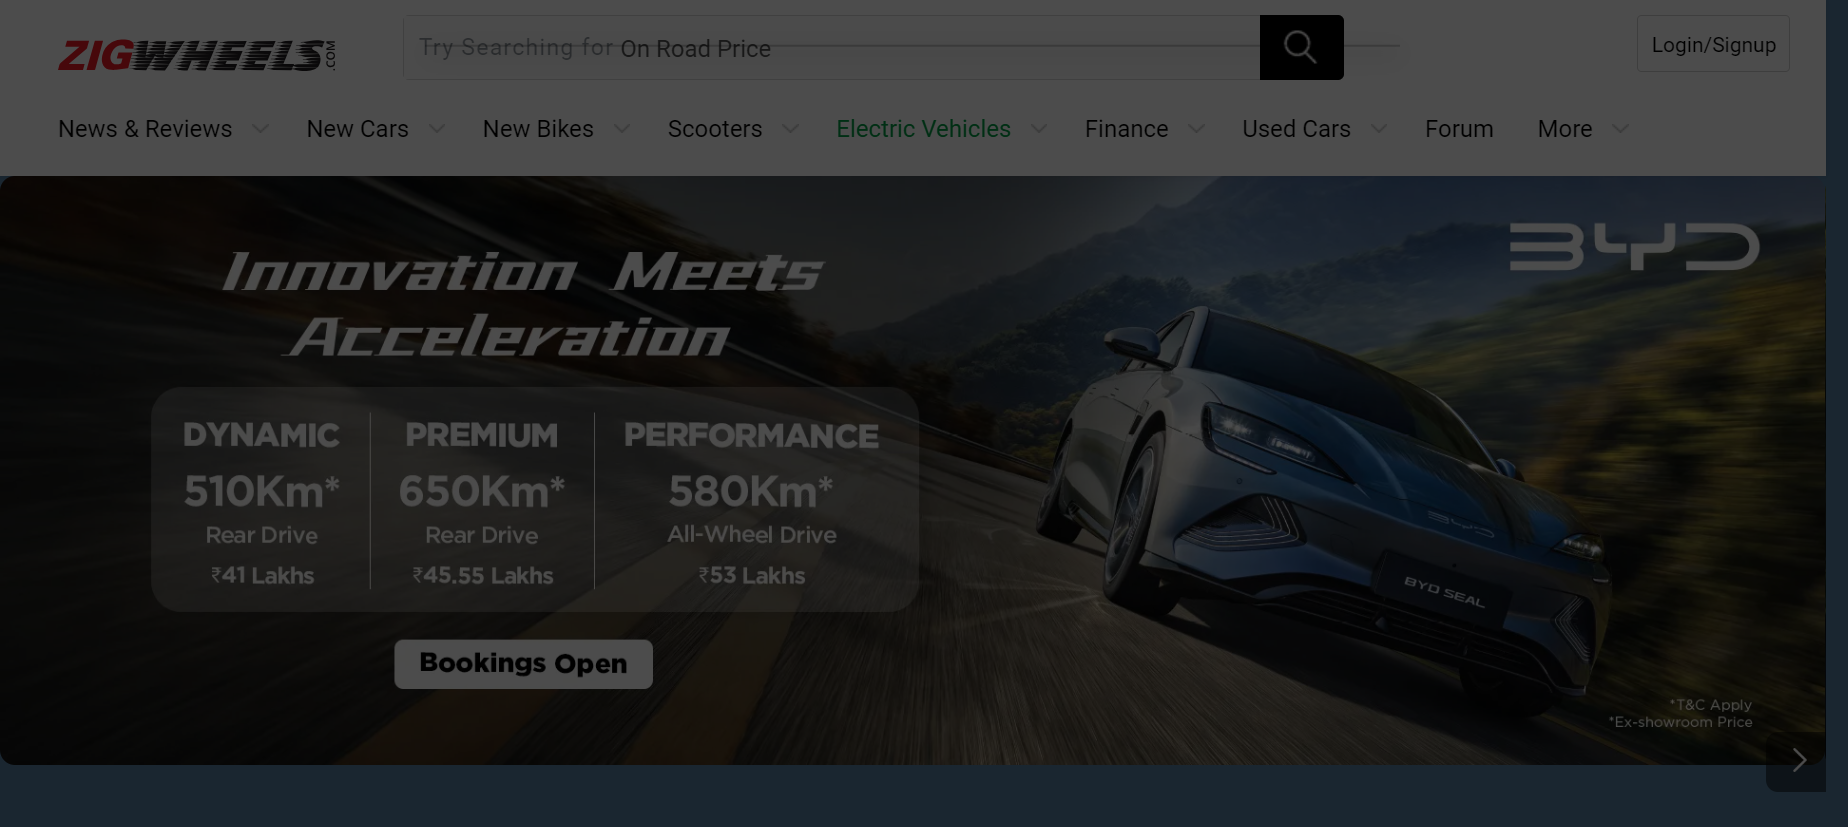 ZIGWHEELS.COM
Try Searching for On Road Price
Login/Signup
News & Reviews New Cars New Bikes Scooters Electric Vehicles Finance Used Cars Forum More
BYD
Innovation Meets
Acceleration
DYNAMIC PREMIUM PERFORMANCE
510Km* 650Km* 580Km*
Rear Drive Rear Drive All-Wheel Drive
₹41 Lakhs ₹45.55 Lakhs ₹53 Lakhs
BYD
BYD SEAL
Bookings Open
*T&C Apply
*Ex-showroom Price